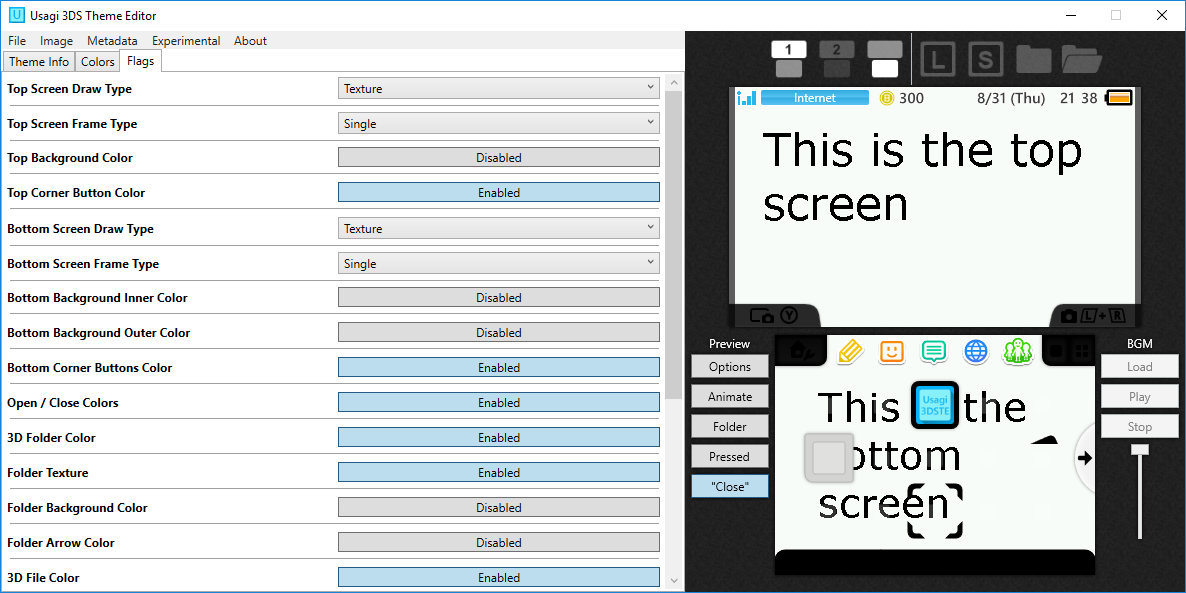 Usagi 3DS Theme Editor
File Image Metadata Experimental About
Theme Info Colors Flags
Top Screen Draw Type Texture
Top Screen Frame Type Single
Top Background Color Disabled
Top Corner Button Color Enabled
Bottom Screen Draw Type Texture
Bottom Screen Frame Type Single
Bottom Background Inner Color Disabled
Bottom Background Outer Color Disabled
Bottom Corner Buttons Color Enabled
Open / Close Colors Enabled
3D Folder Color Enabled
Folder Texture Enabled
Folder Background Color Disabled
Folder Arrow Color Disabled
3D File Color Enabled
1 2 L S
Internet 300 8/31 (Thu) 21 38
This is the top
screen
Y L+R
Preview
Options
Animate
Folder
Pressed
"Close"
This the
ottom
screen
Usagi
3DSTE
BGM
Load
Play
Stop